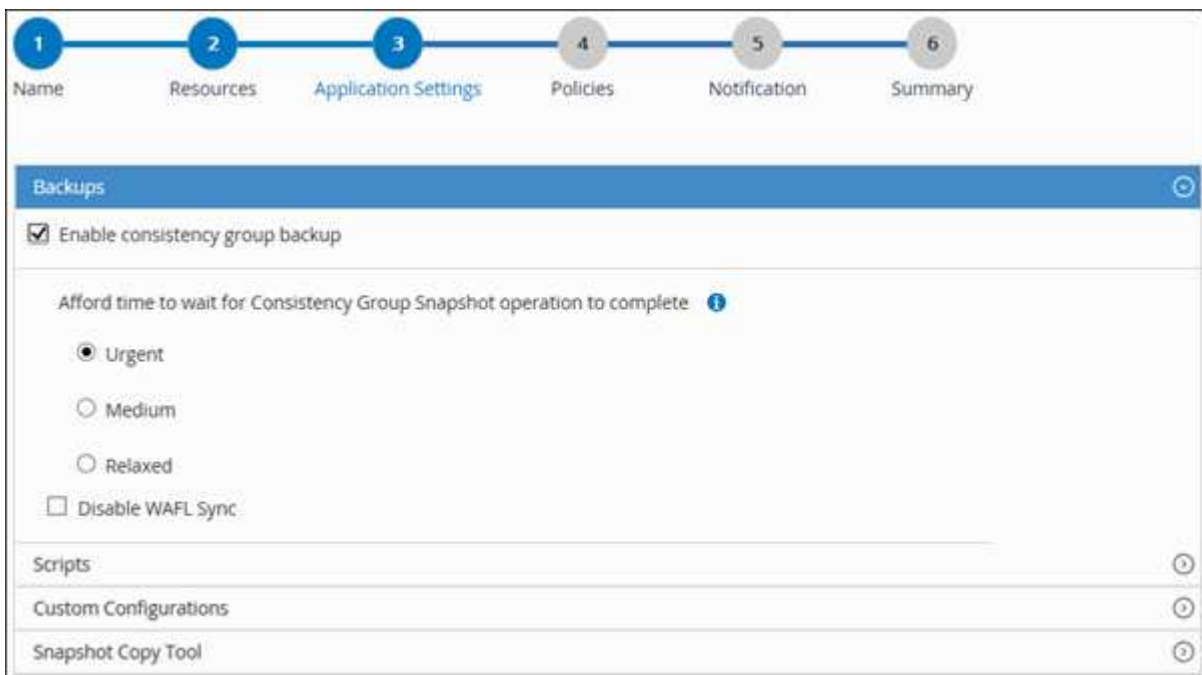 1 2 3 4 5 6
Name Resources Application Settings Policies Notification Summary
Backups
Enable consistency group backup
Afford time to wait for Consistency Group Snapshot operation to complete i
Urgent
Medium
Relaxed
Disable WAFL Sync
Scripts
Custom Configurations
Snapshot Copy Tool